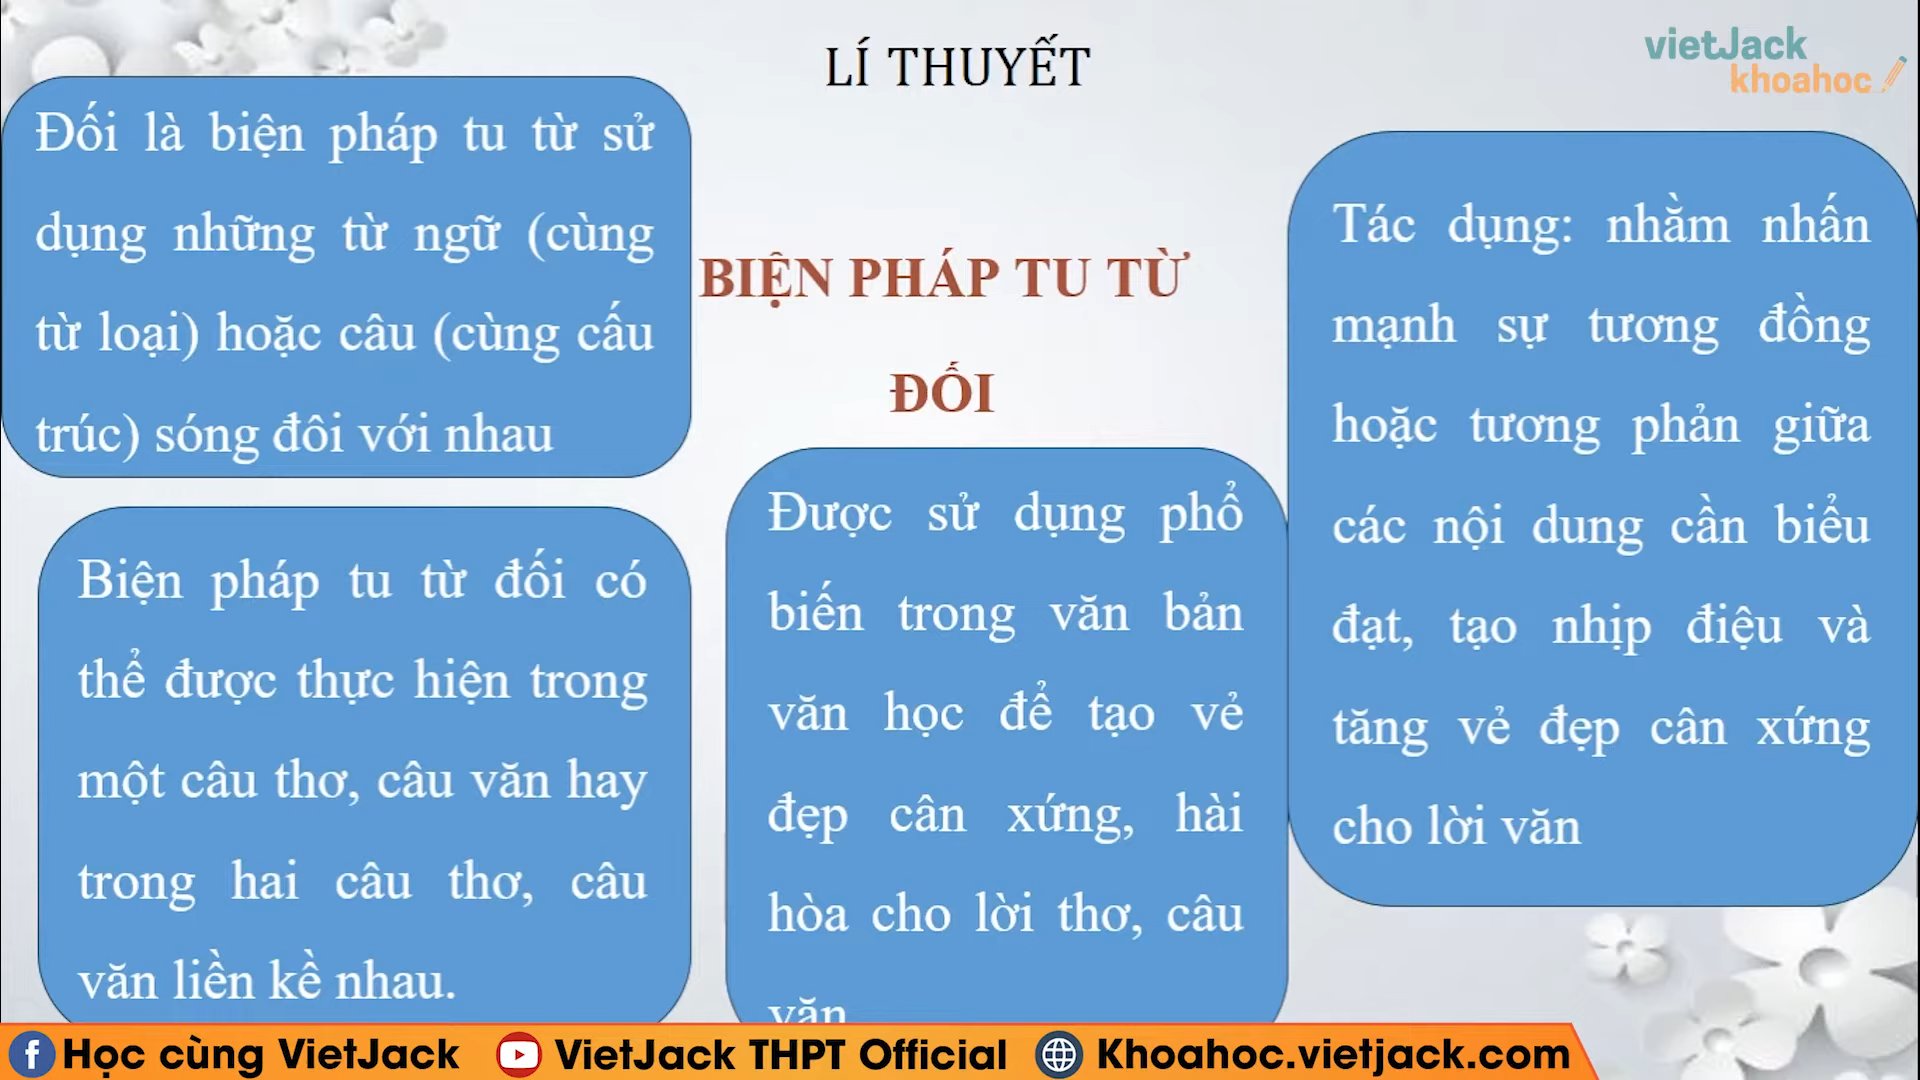 LÍ THUYẾT
vietJack
khoahoc
Đối là biện pháp tu từ sử
dụng những từ ngữ (cùng
từ loại) hoặc câu (cùng cấu
trúc) sóng đôi với nhau
BIỆN PHÁP TU TỪ
ĐỐI
Biện pháp tu từ đối có
thể được thực hiện trong
một câu thơ, câu văn hay
trong hai câu thơ, câu
văn liền kề nhau.
Được sử dụng phổ
biến trong văn bản
văn học để tạo vẻ
đẹp cân xứng, hài
hòa cho lời thơ, câu
văn
Tác dụng: nhằm nhấn
mạnh sự tương đồng
hoặc tương phản giữa
các nội dung cần biểu
đạt, tạo nhịp điệu và
tăng vẻ đẹp cân xứng
cho lời văn
Học cùng VietJack
VietJack THPT Official
Khoahoc.vietjack.com